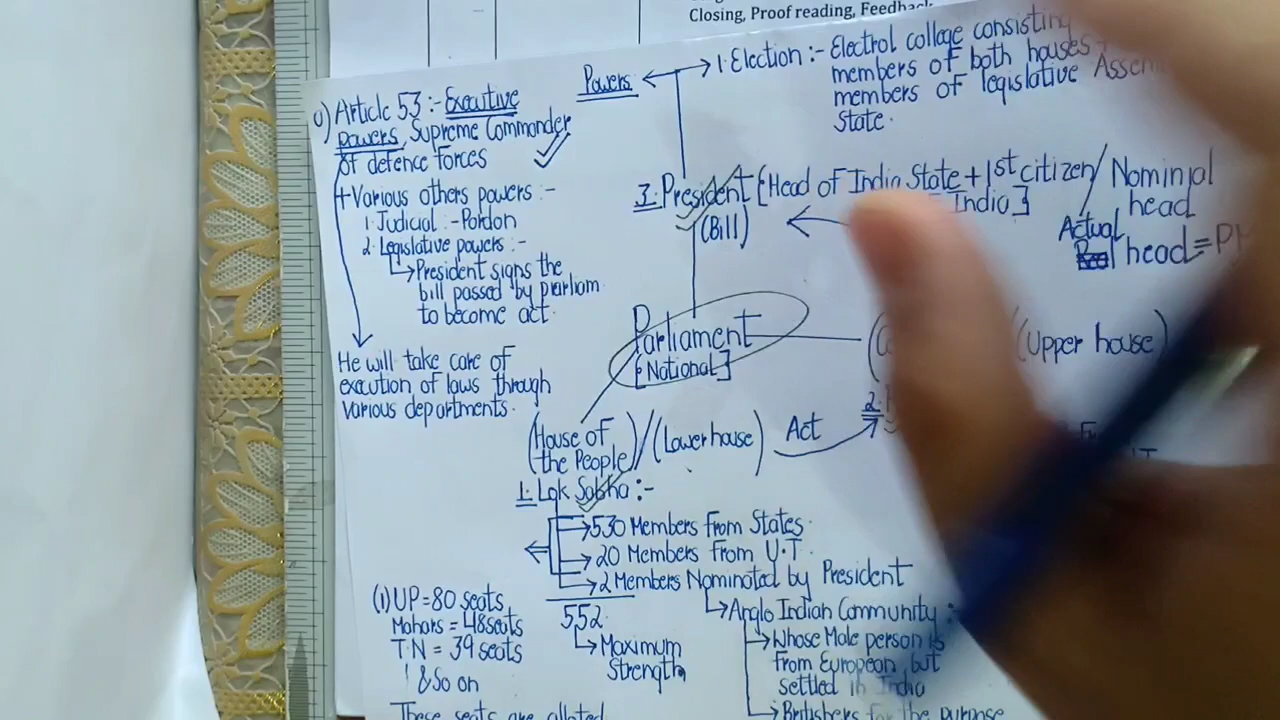 Closing, Proof reading, Feedback
Powers
1. Election :- Electrol college consisting
members of both houses +
members of legislative Assem
State.
Article 53 :- Executive
powers, Supreme Commander
of defence forces
+ Various others powers :-
1. Judicial :- Pardon
2. Legislative powers :-
President signs the
bill passed by prarliam
to become act.
He will take care of
excution of laws through
various departments.
3. President [Head of India State + 1st citizen / Nominal
India] head
(Bill)
Actual
head = PM
Parliament
[National]
(Upper house)
2.
(House of
the People) / (Lower house) Act
1. Lok Sabha :-
530 Members from States.
20 Members from U.T.
2 Members Nominated by President
552
Maximum
Strength
Anglo Indian Community :-
Whose Male person is
from European but
settled in India
Britishers for the purpose
(1) UP = 80 seats
Mahars = 48 seats
T.N = 39 seats
& So on
These seats are alloted